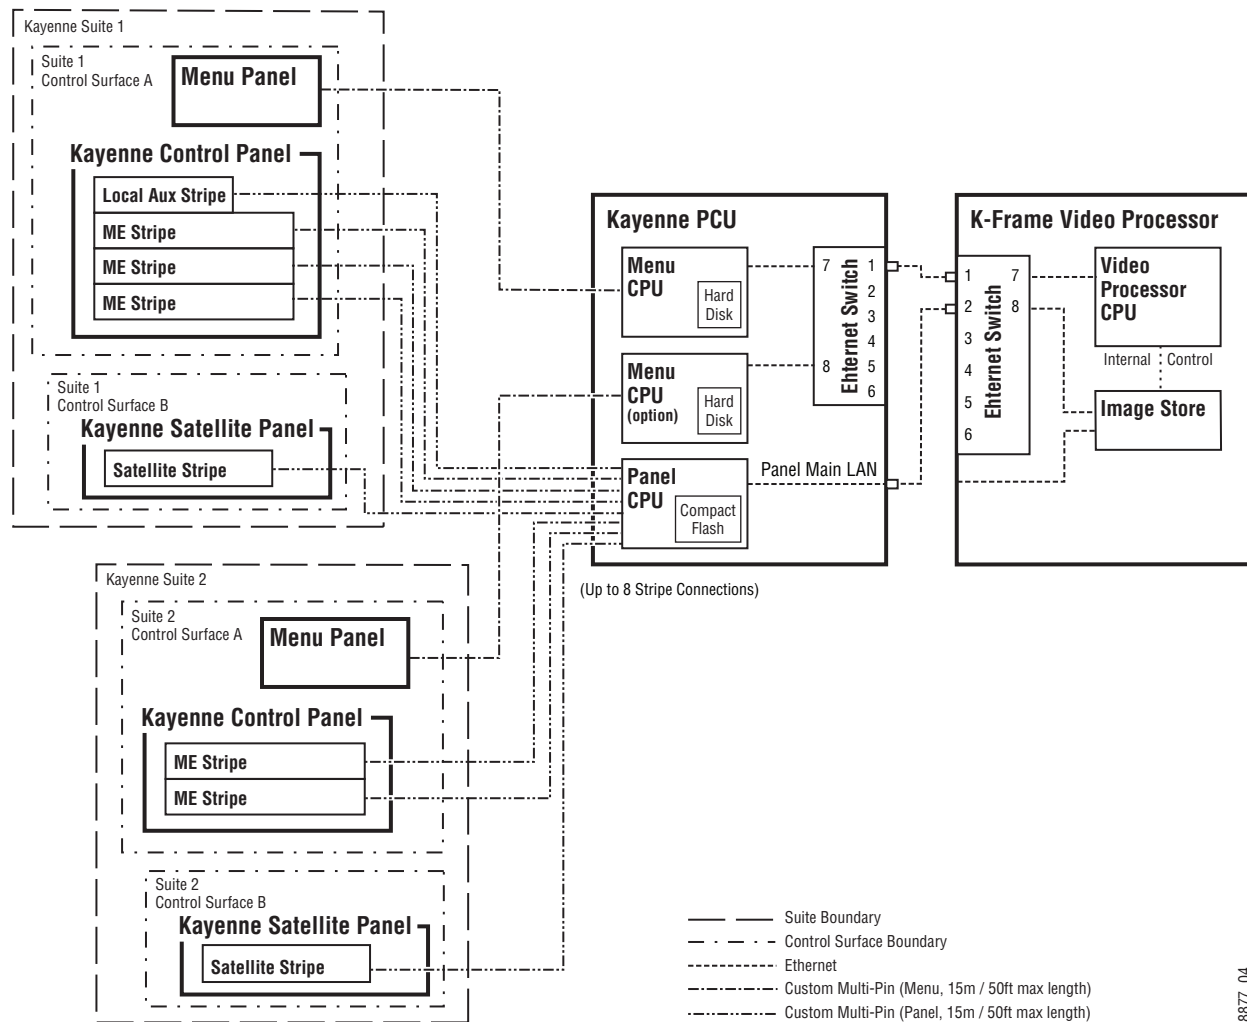 Kayenne Suite 1
Suite 1
Control Surface A
Menu Panel
Kayenne Control Panel
Local Aux Stripe
ME Stripe
ME Stripe
ME Stripe
Suite 1
Control Surface B
Kayenne Satellite Panel
Satellite Stripe
Kayenne PCU
Menu
CPU
Hard
Disk
7
8
Ehternet Switch
1
2
3
4
5
6
Menu
CPU
(option)
Hard
Disk
Panel
CPU
Compact
Flash
Panel Main LAN
(Up to 8 Stripe Connections)
K-Frame Video Processor
1
2
3
4
5
6
Ehternet Switch
7
8
Video
Processor
CPU
Internal
Control
Image Store
Kayenne Suite 2
Suite 2
Control Surface A
Menu Panel
Kayenne Control Panel
ME Stripe
ME Stripe
Suite 2
Control Surface B
Kayenne Satellite Panel
Satellite Stripe
Suite Boundary
Control Surface Boundary
Ethernet
Custom Multi-Pin (Menu, 15m / 50ft max length)
Custom Multi-Pin (Panel, 15m / 50ft max length)
8877_04